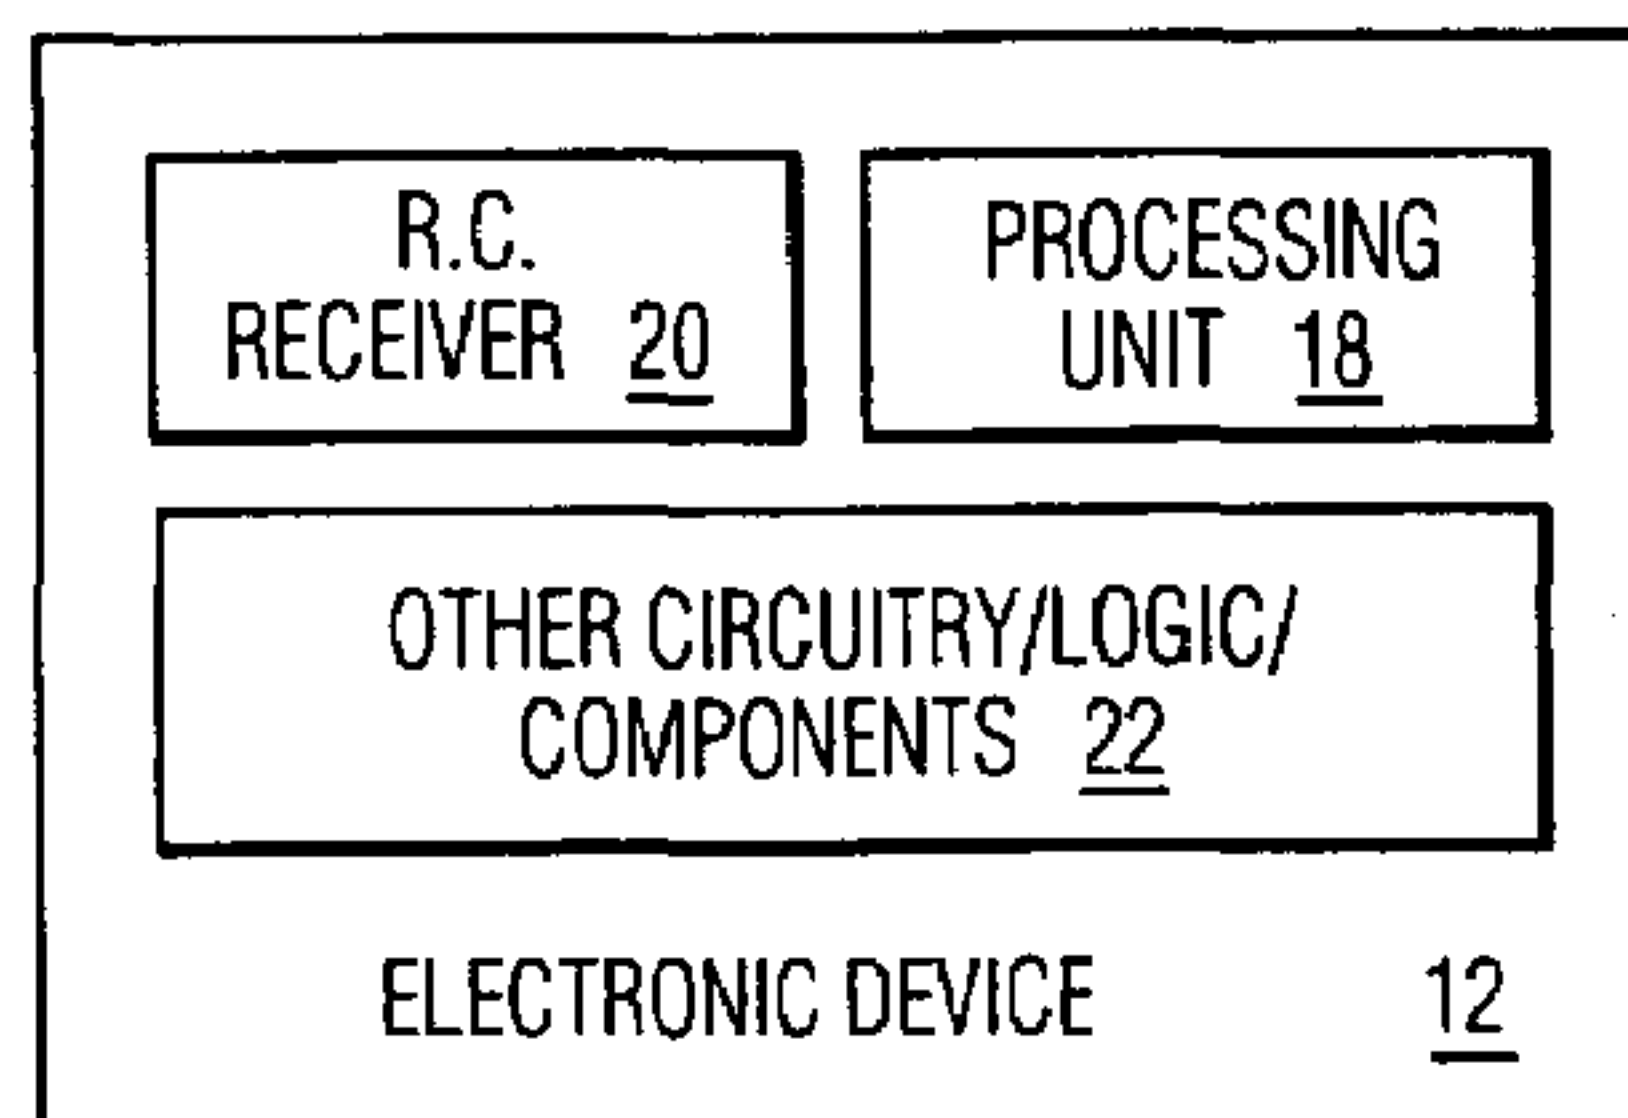 R.C.
RECEIVER 20
PROCESSING
UNIT 18
OTHER CIRCUITRY/LOGIC/
COMPONENTS 22
ELECTRONIC DEVICE 12